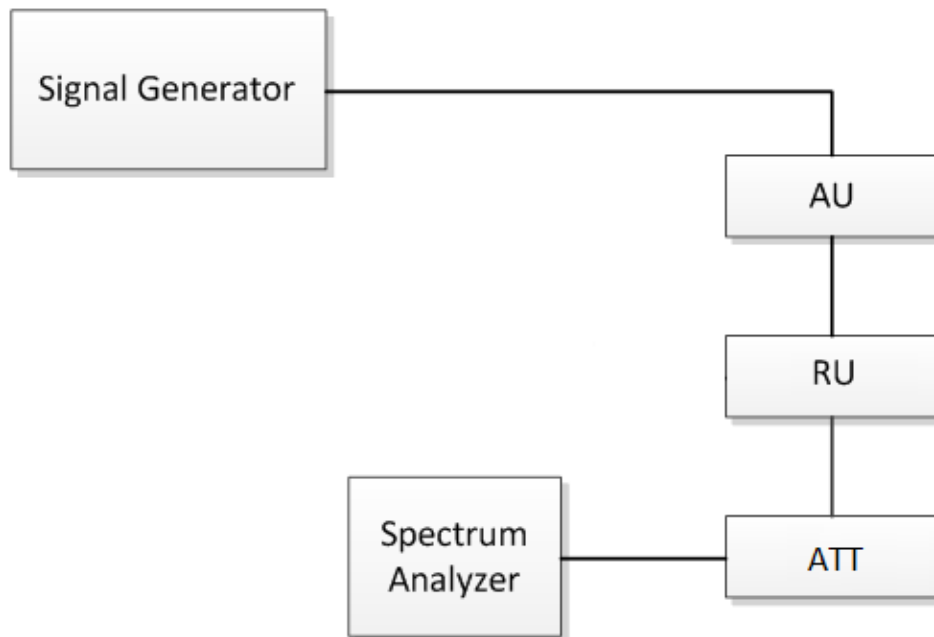 Signal Generator
AU
RU
Spectrum
Analyzer
ATT